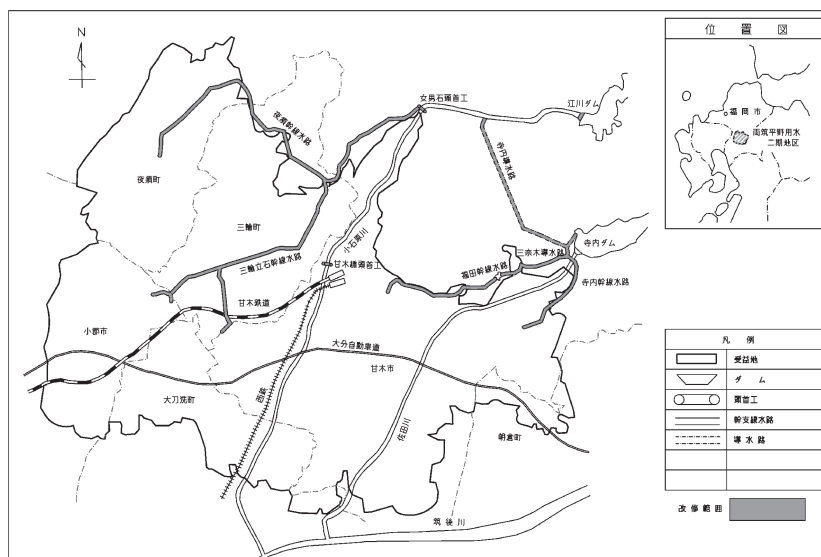 N
位置図
福岡市
両筑平野用水
二期地区
女男石頭首工
江川ダム
夜須幹線水路
寺内導水路
夜須町
三輪町
小石原川
三輪立石幹線水路
甘木橋頭首工
三奈木導水路
寺内ダム
福田幹線水路
寺内幹線水路
甘木鉄道
小郡市
大分自動車道
甘木市
大刀洗町
西鉄
佐田川
朝倉町
筑後川
凡例
受益地
ダム
頭首工
幹支線水路
導水路
改修範囲